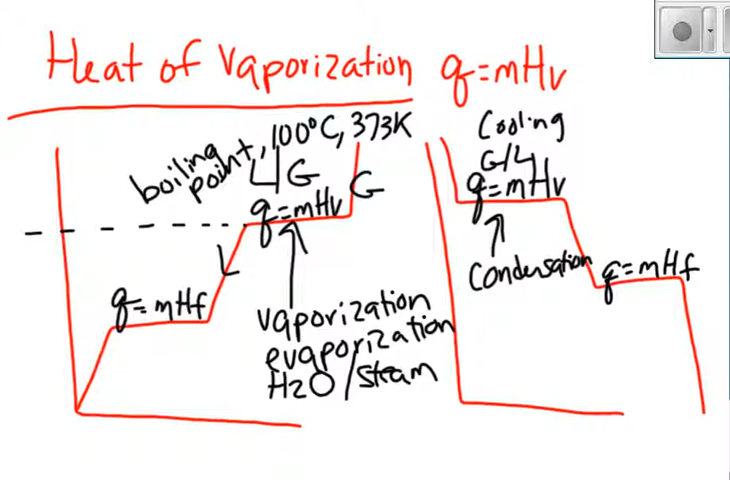 Heat of Vaporization q=mHv
boiling point, 100°C, 373K
L/G
G
q=mHv
L
q=mHf
vaporization
evaporization
H2O/steam
Cooling
G/L
q=mHv
Condensation
q=mHf